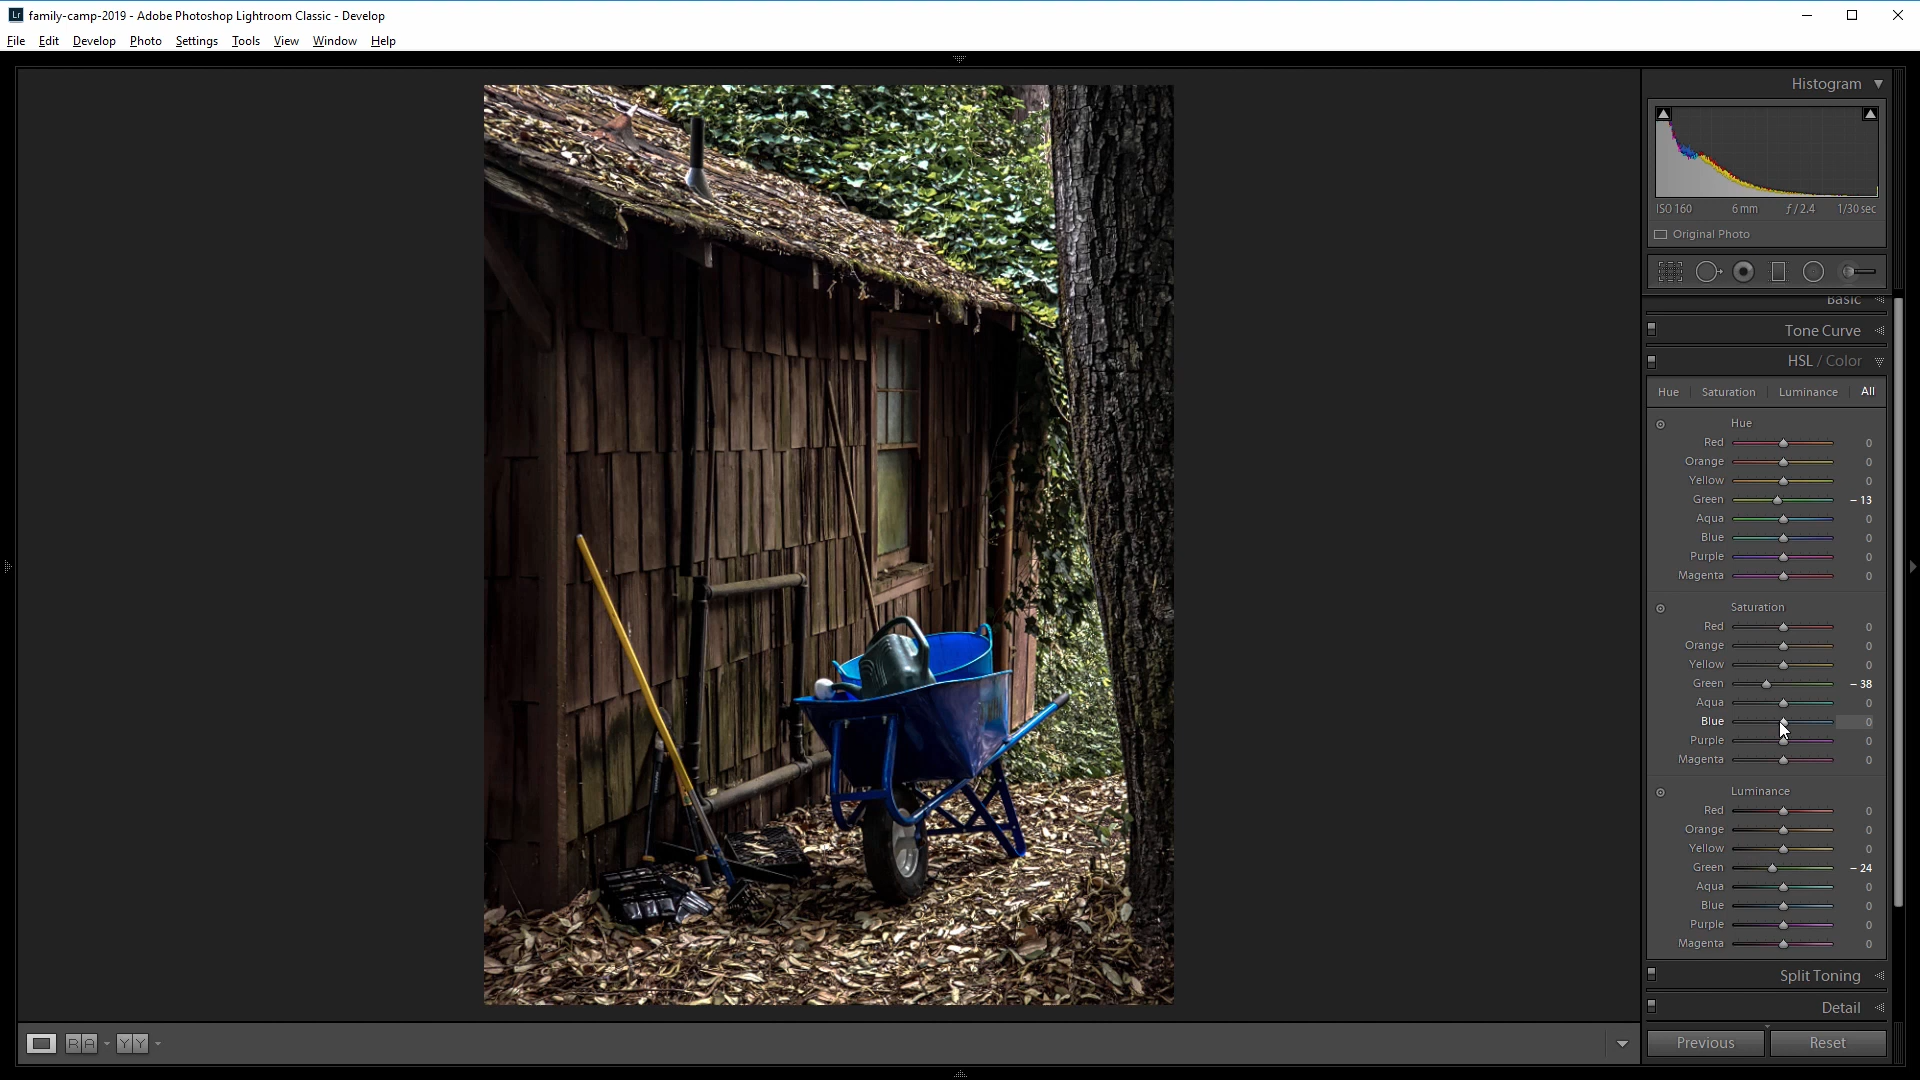 Lr family-camp-2019 - Adobe Photoshop Lightroom Classic - Develop
File Edit Develop Photo Settings Tools View Window Help
Histogram
ISO 160 6 mm ƒ / 2.4 1/30 sec
Original Photo
Basic
Tone Curve
HSL / Color
Hue Saturation Luminance All
Hue
Red 0
Orange 0
Yellow 0
Green – 13
Aqua 0
Blue 0
Purple 0
Magenta 0
Saturation
Red 0
Orange 0
Yellow 0
Green – 38
Aqua 0
Blue 0
Purple 0
Magenta 0
Luminance
Red 0
Orange 0
Yellow 0
Green – 24
Aqua 0
Blue 0
Purple 0
Magenta 0
Split Toning
Detail
R A Y Y Previous Reset